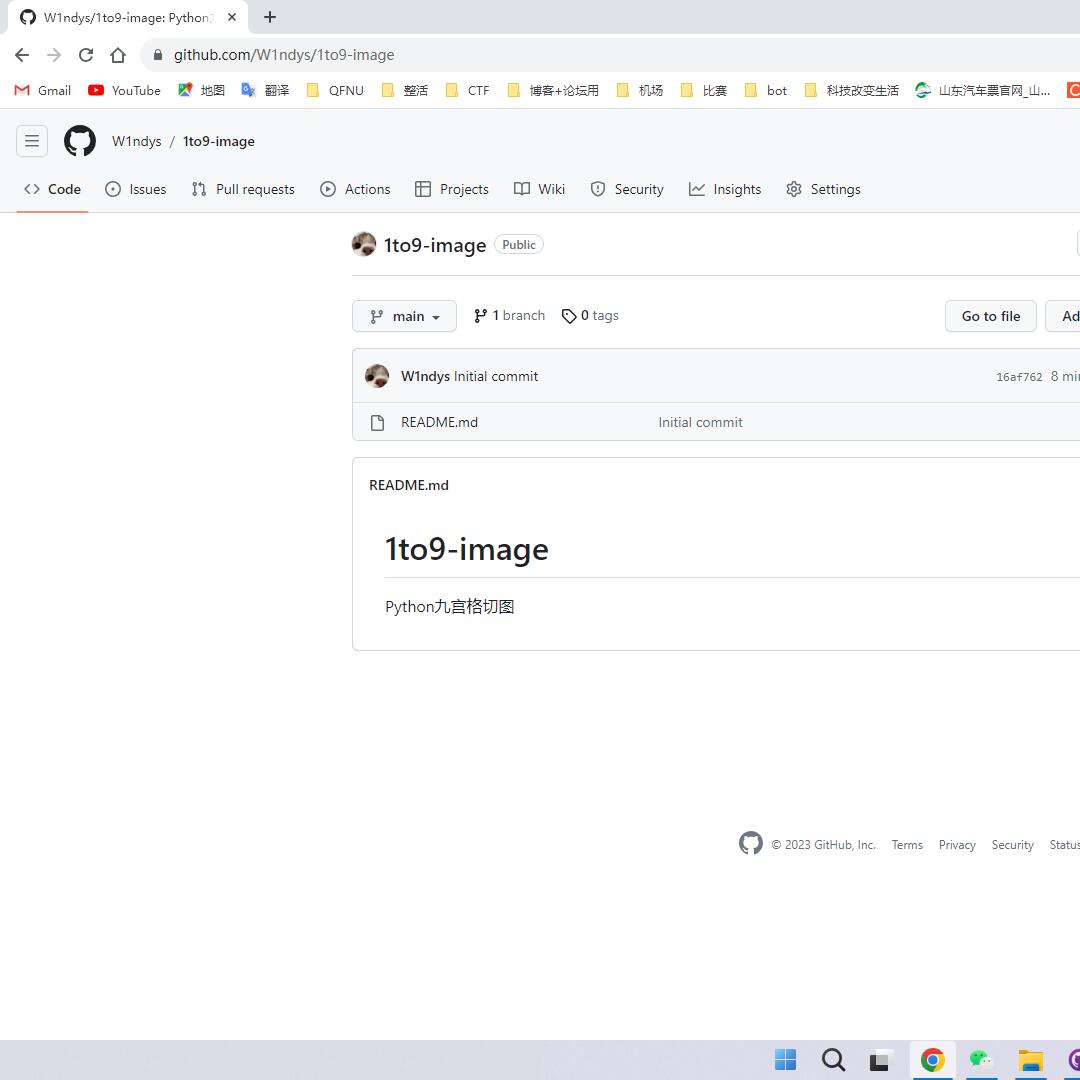 W1ndys/1to9-image: Python
github.com/W1ndys/1to9-image
Gmail YouTube 地图 翻译 QFNU 整活 CTF 博客+论坛用 机场 比赛 bot 科技改变生活 山东汽车票官网_山...
W1ndys / 1to9-image
Code Issues Pull requests Actions Projects Wiki Security Insights Settings
1to9-image Public
main 1 branch 0 tags Go to file Ad
W1ndys Initial commit 16af762 8 min
README.md Initial commit
README.md
1to9-image
Python九宫格切图
© 2023 GitHub, Inc. Terms Privacy Security Status